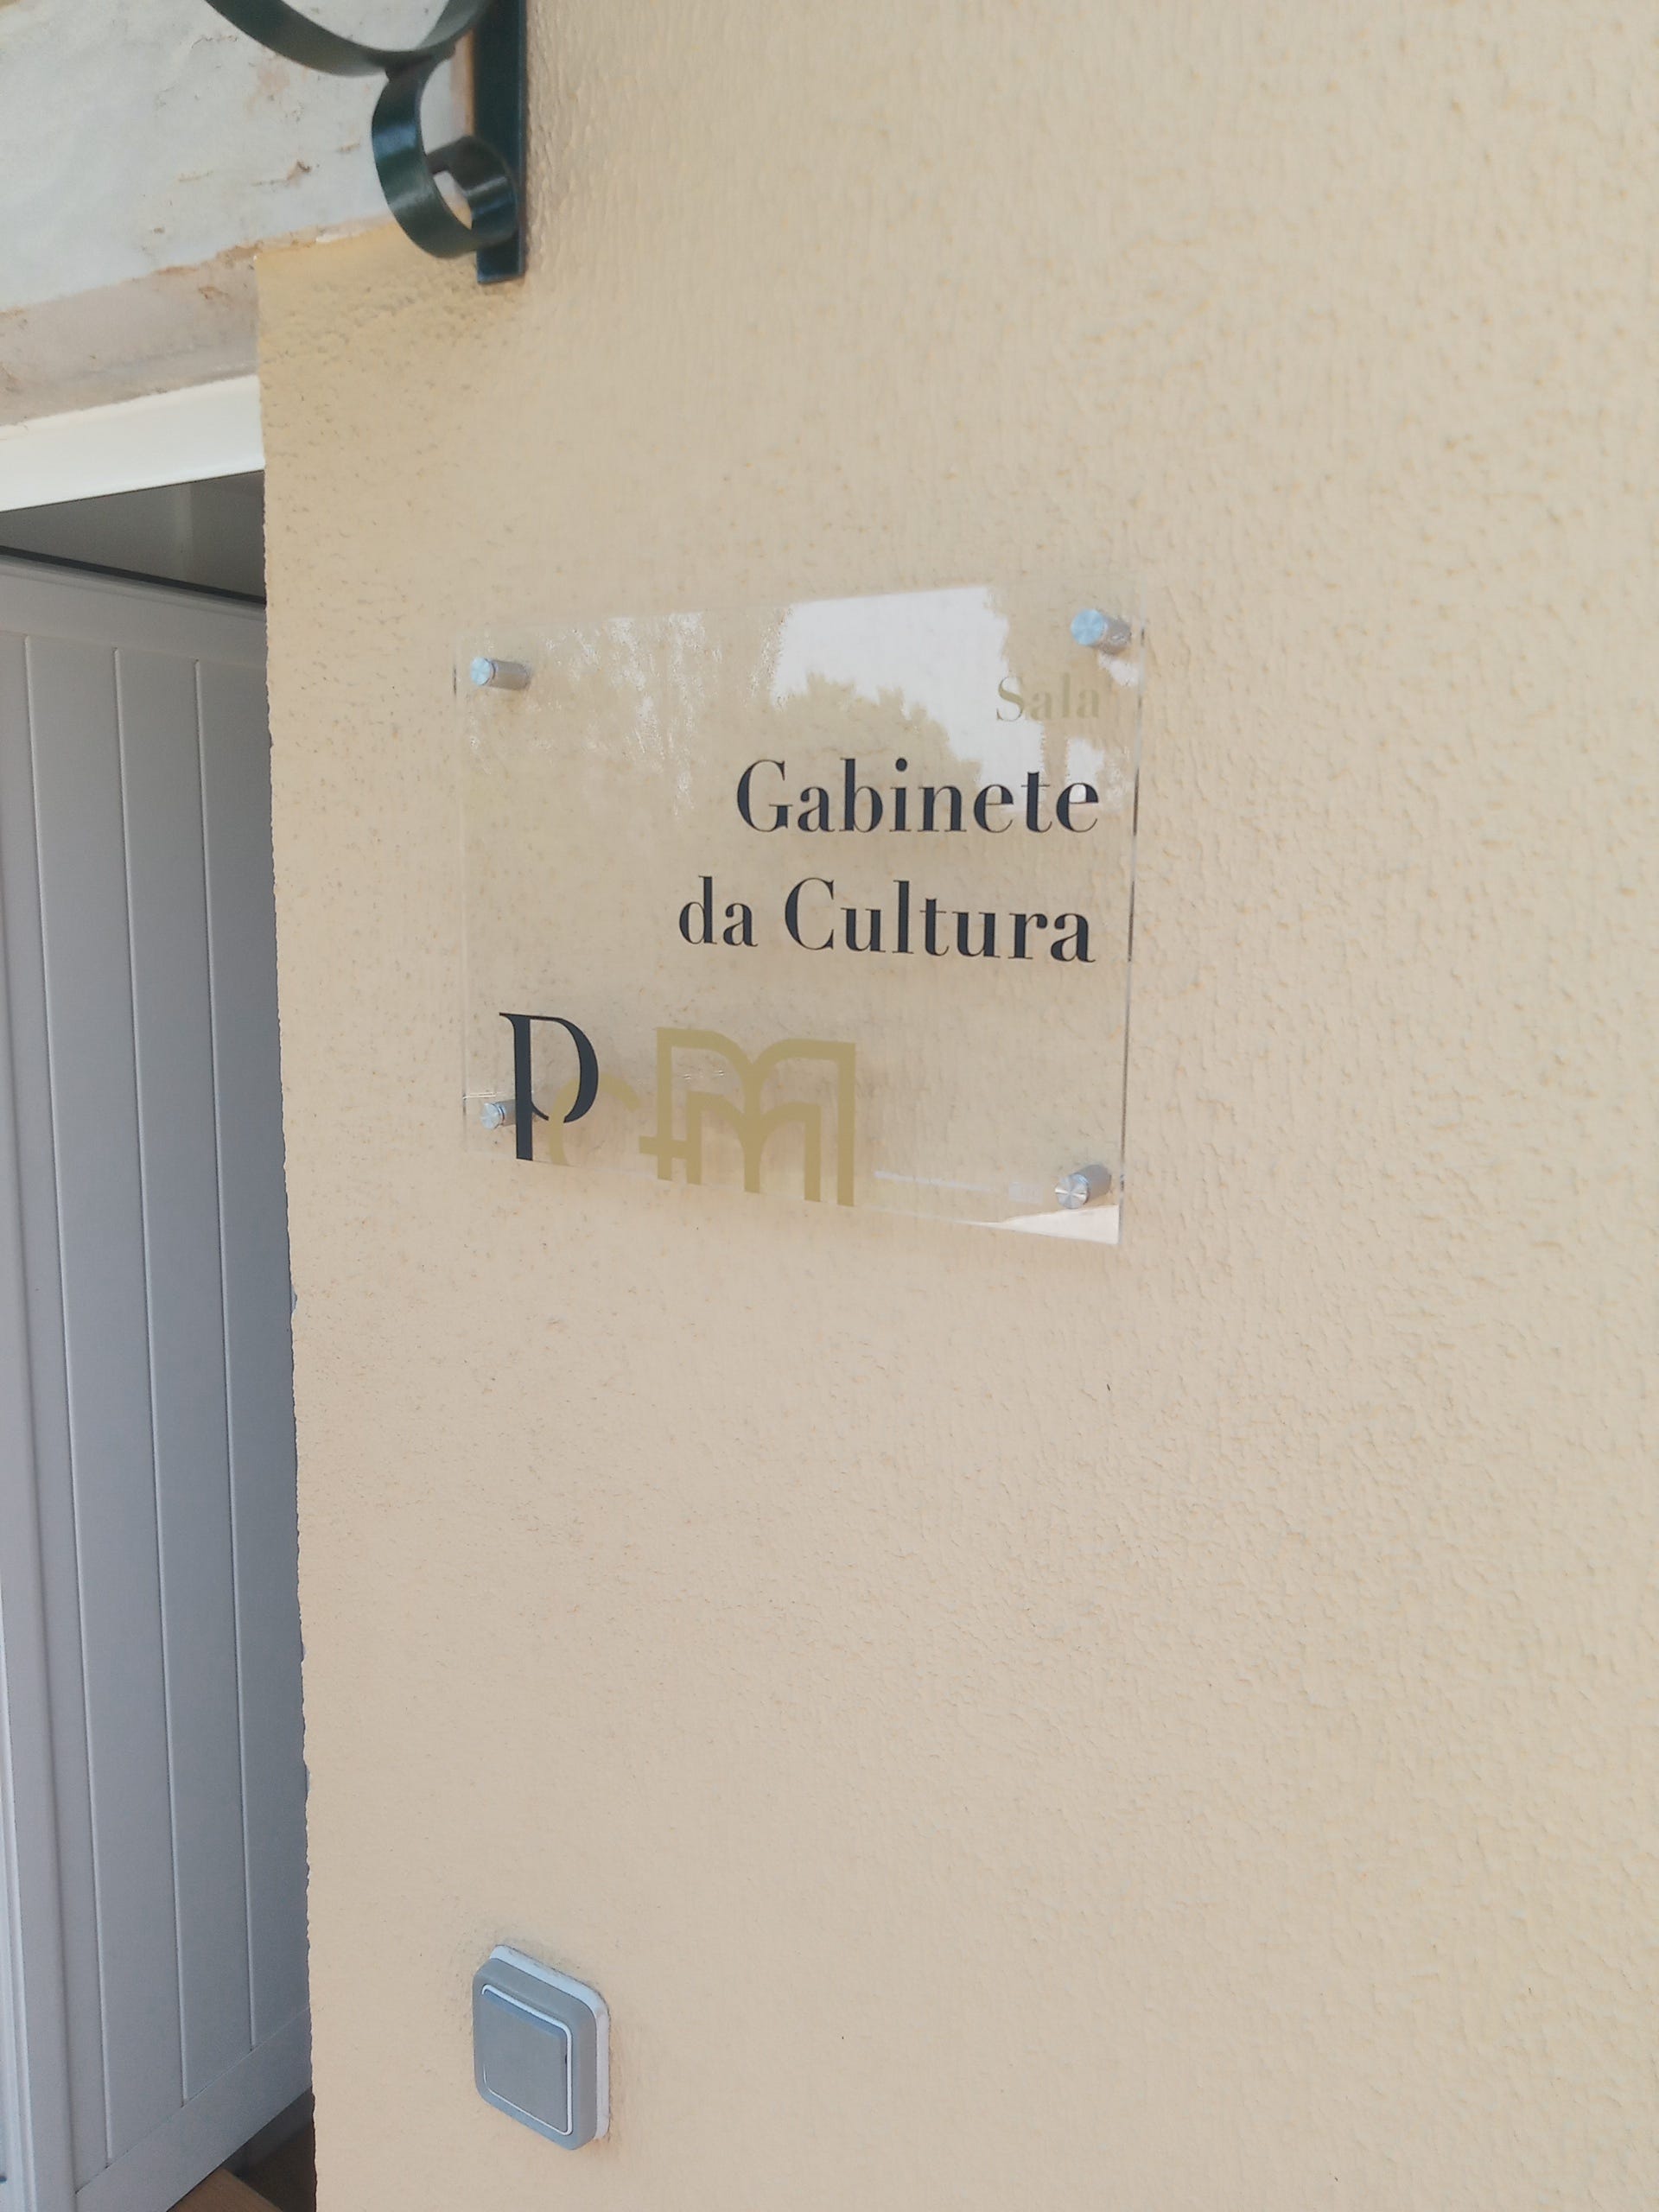 Sala
Gabinete
da Cultura